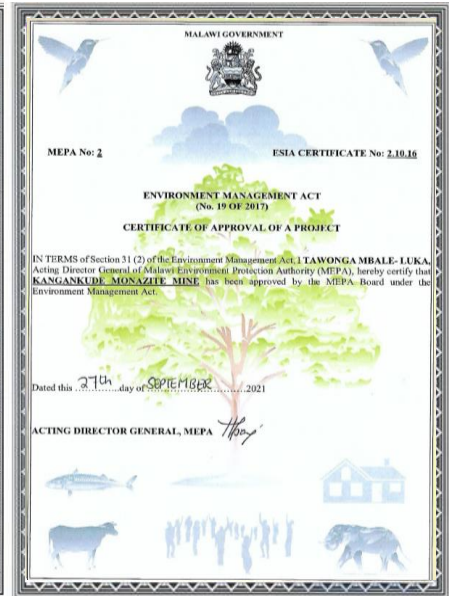 MALAWI GOVERNMENT
MEPA No: 2 ESIA CERTIFICATE No: 2.10.16
ENVIRONMENT MANAGEMENT ACT
(No. 19 OF 2017)
CERTIFICATE OF APPROVAL OF A PROJECT
IN TERMS of Section 31 (2) of the Environment Management Act, I TAWONGA MBALE- LUKA,
Acting Director General of Malawi Environment Protection Authority (MEPA), hereby certify that
KANGANKUDE MONAZITE MINE has been approved by the MEPA Board under the
Environment Management Act.
Dated this 27th day of SEPTEMBER 2021
ACTING DIRECTOR GENERAL, MEPA